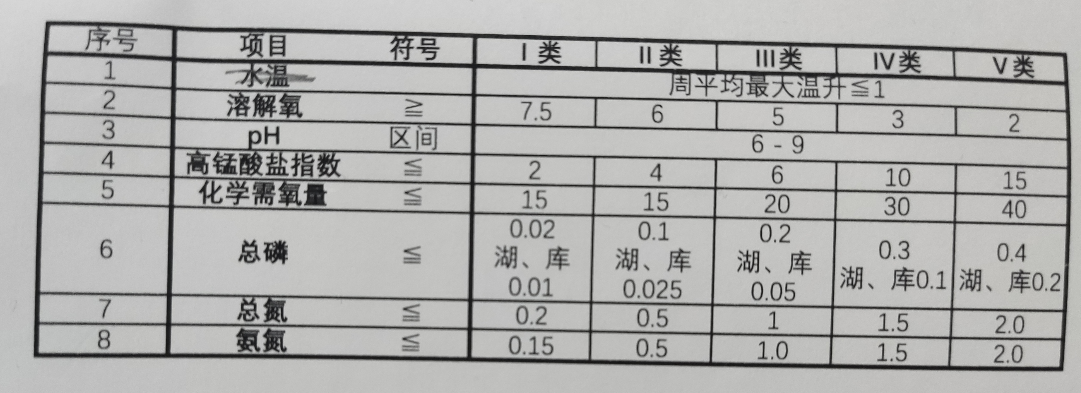 序号 项目 符号 I类 II类 III类 IV类 V类
1 水温 周平均最大温升≦1
2 溶解氧 ≧ 7.5 6 5 3 2
3 pH 区间 6-9
4 高锰酸盐指数 ≦ 2 4 6 10 15
5 化学需氧量 ≦ 15 15 20 30 40
6 总磷 ≦ 0.02 湖、库 0.01 0.1 湖、库 0.025 0.2 湖、库 0.05 0.3 湖、库0.1 0.4 湖、库0.2
7 总氮 ≦ 0.2 0.5 1 1.5 2.0
8 氨氮 ≦ 0.15 0.5 1.0 1.5 2.0